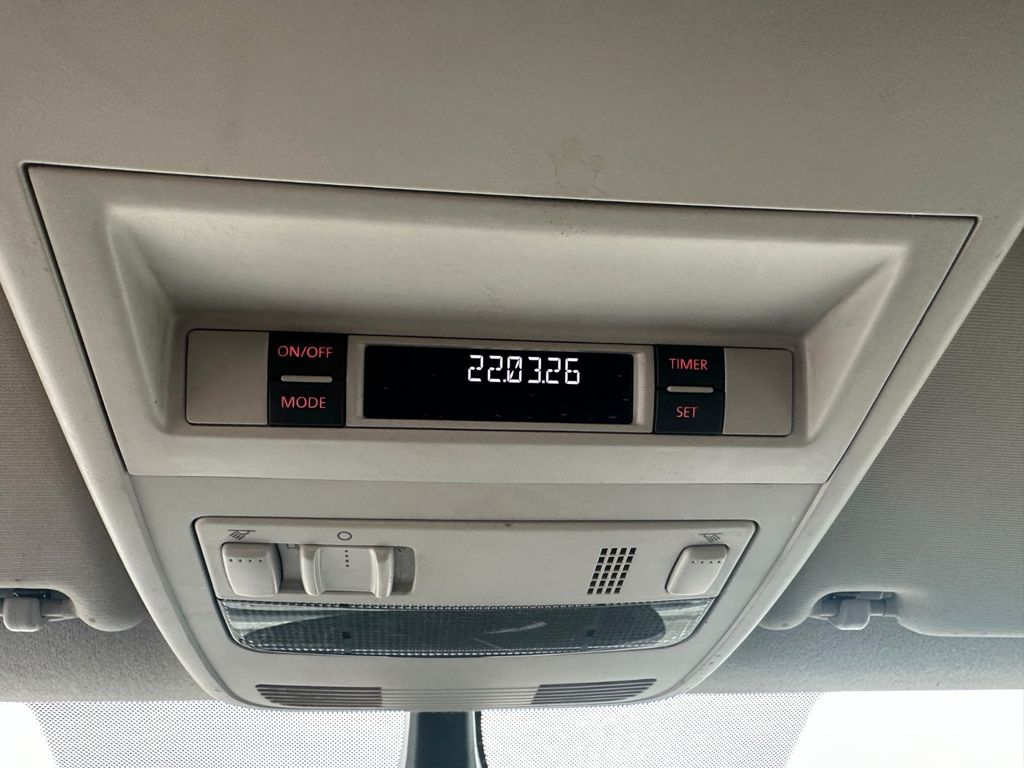 ON/OFF
MODE
22.03.26
TIMER
SET